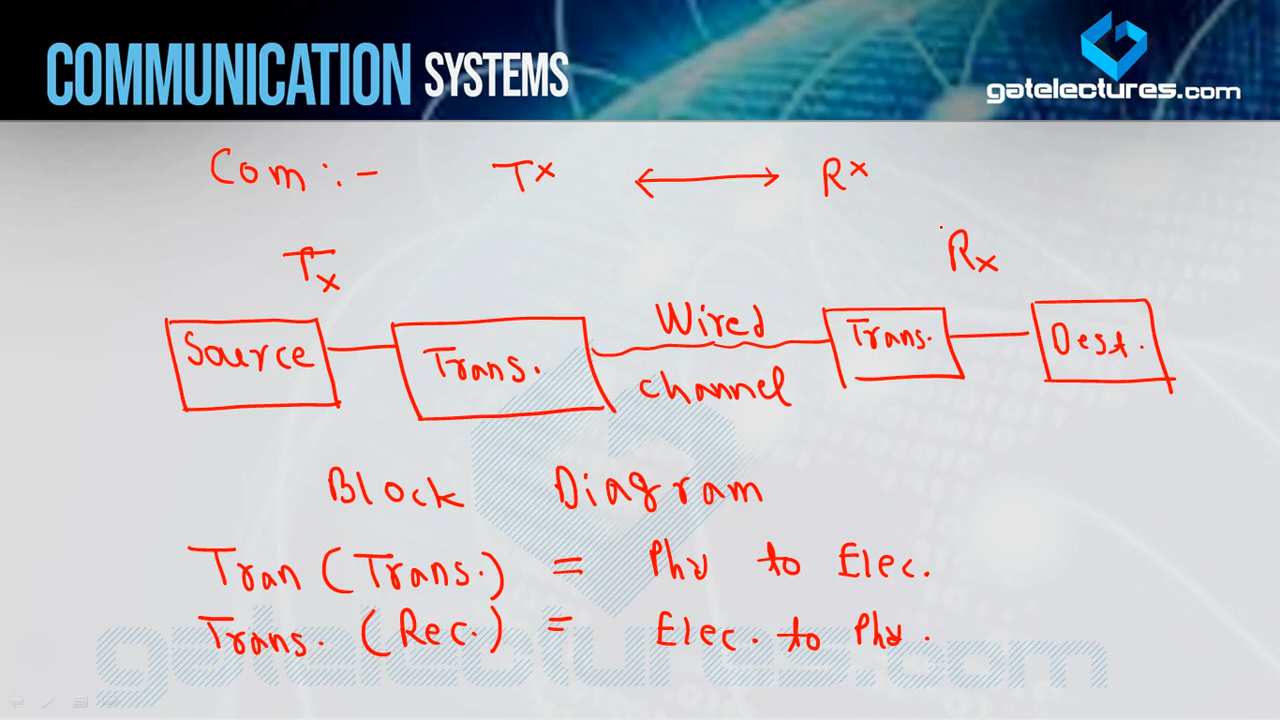 COMMUNICATION SYSTEMS
gatelectures.com
Com :- Tx ↔ Rx
Tx
Rx
Source
Trans.
Wired
channel
Trans.
Dest.
Block Diagram
Tran (Trans.) = Phy to Elec.
Trans. (Rec.) = Elec. to Phy.
gatelectures.com